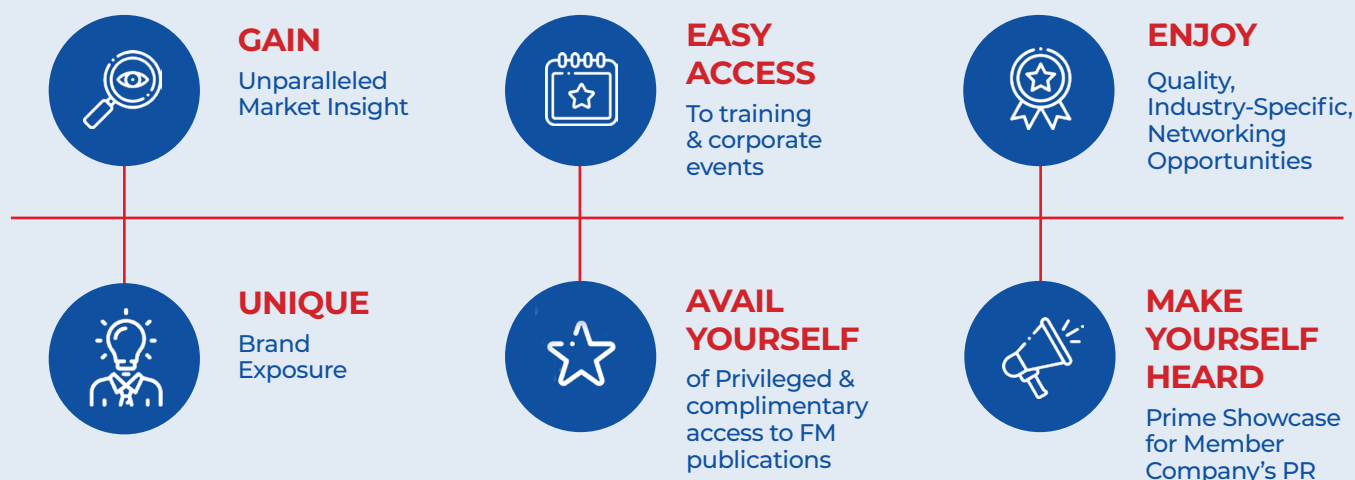 GAIN
Unparalleled
Market Insight
EASY
ACCESS
To training
& corporate
events
ENJOY
Quality,
Industry-Specific,
Networking
Opportunities
UNIQUE
Brand
Exposure
AVAIL
YOURSELF
of Privileged &
complimentary
access to FM
publications
MAKE
YOURSELF
HEARD
Prime Showcase
for Member
Company's PR